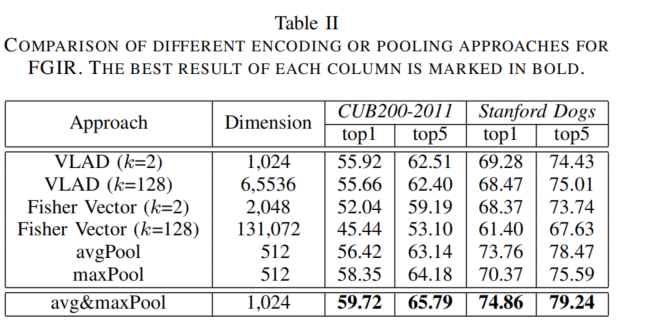 Table II
COMPARISON OF DIFFERENT ENCODING OR POOLING APPROACHES FOR
FGIR. THE BEST RESULT OF EACH COLUMN IS MARKED IN BOLD.
Approach Dimension CUB200-2011 Stanford Dogs
top1 top5 top1 top5
VLAD (k=2) 1,024 55.92 62.51 69.28 74.43
VLAD (k=128) 6,5536 55.66 62.40 68.47 75.01
Fisher Vector (k=2) 2,048 52.04 59.19 68.37 73.74
Fisher Vector (k=128) 131,072 45.44 53.10 61.40 67.63
avgPool 512 56.42 63.14 73.76 78.47
maxPool 512 58.35 64.18 70.37 75.59
avg&maxPool 1,024 59.72 65.79 74.86 79.24